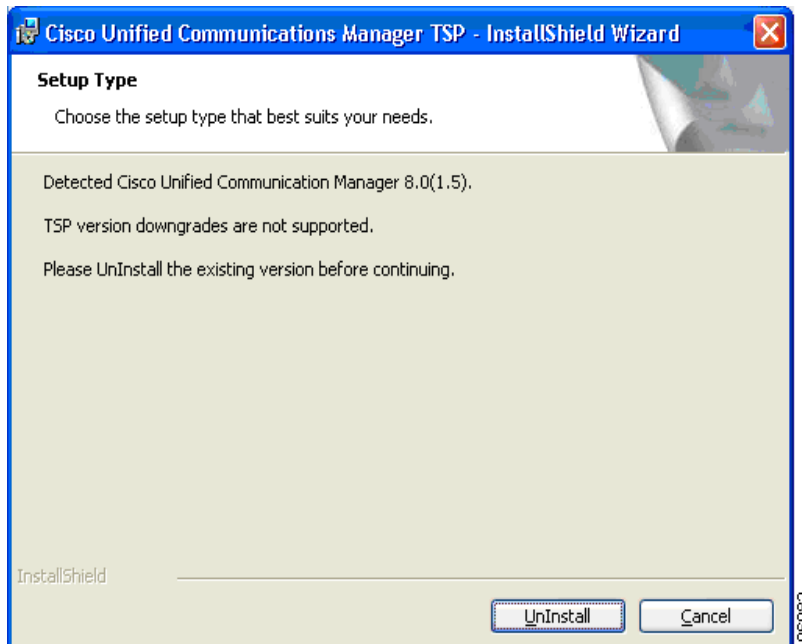 Cisco Unified Communications Manager TSP - InstallShield Wizard
Setup Type
Choose the setup type that best suits your needs.
Detected Cisco Unified Communication Manager 8.0(1.5).
TSP version downgrades are not supported.
Please UnInstall the existing version before continuing.
InstallShield
UnInstall
Cancel